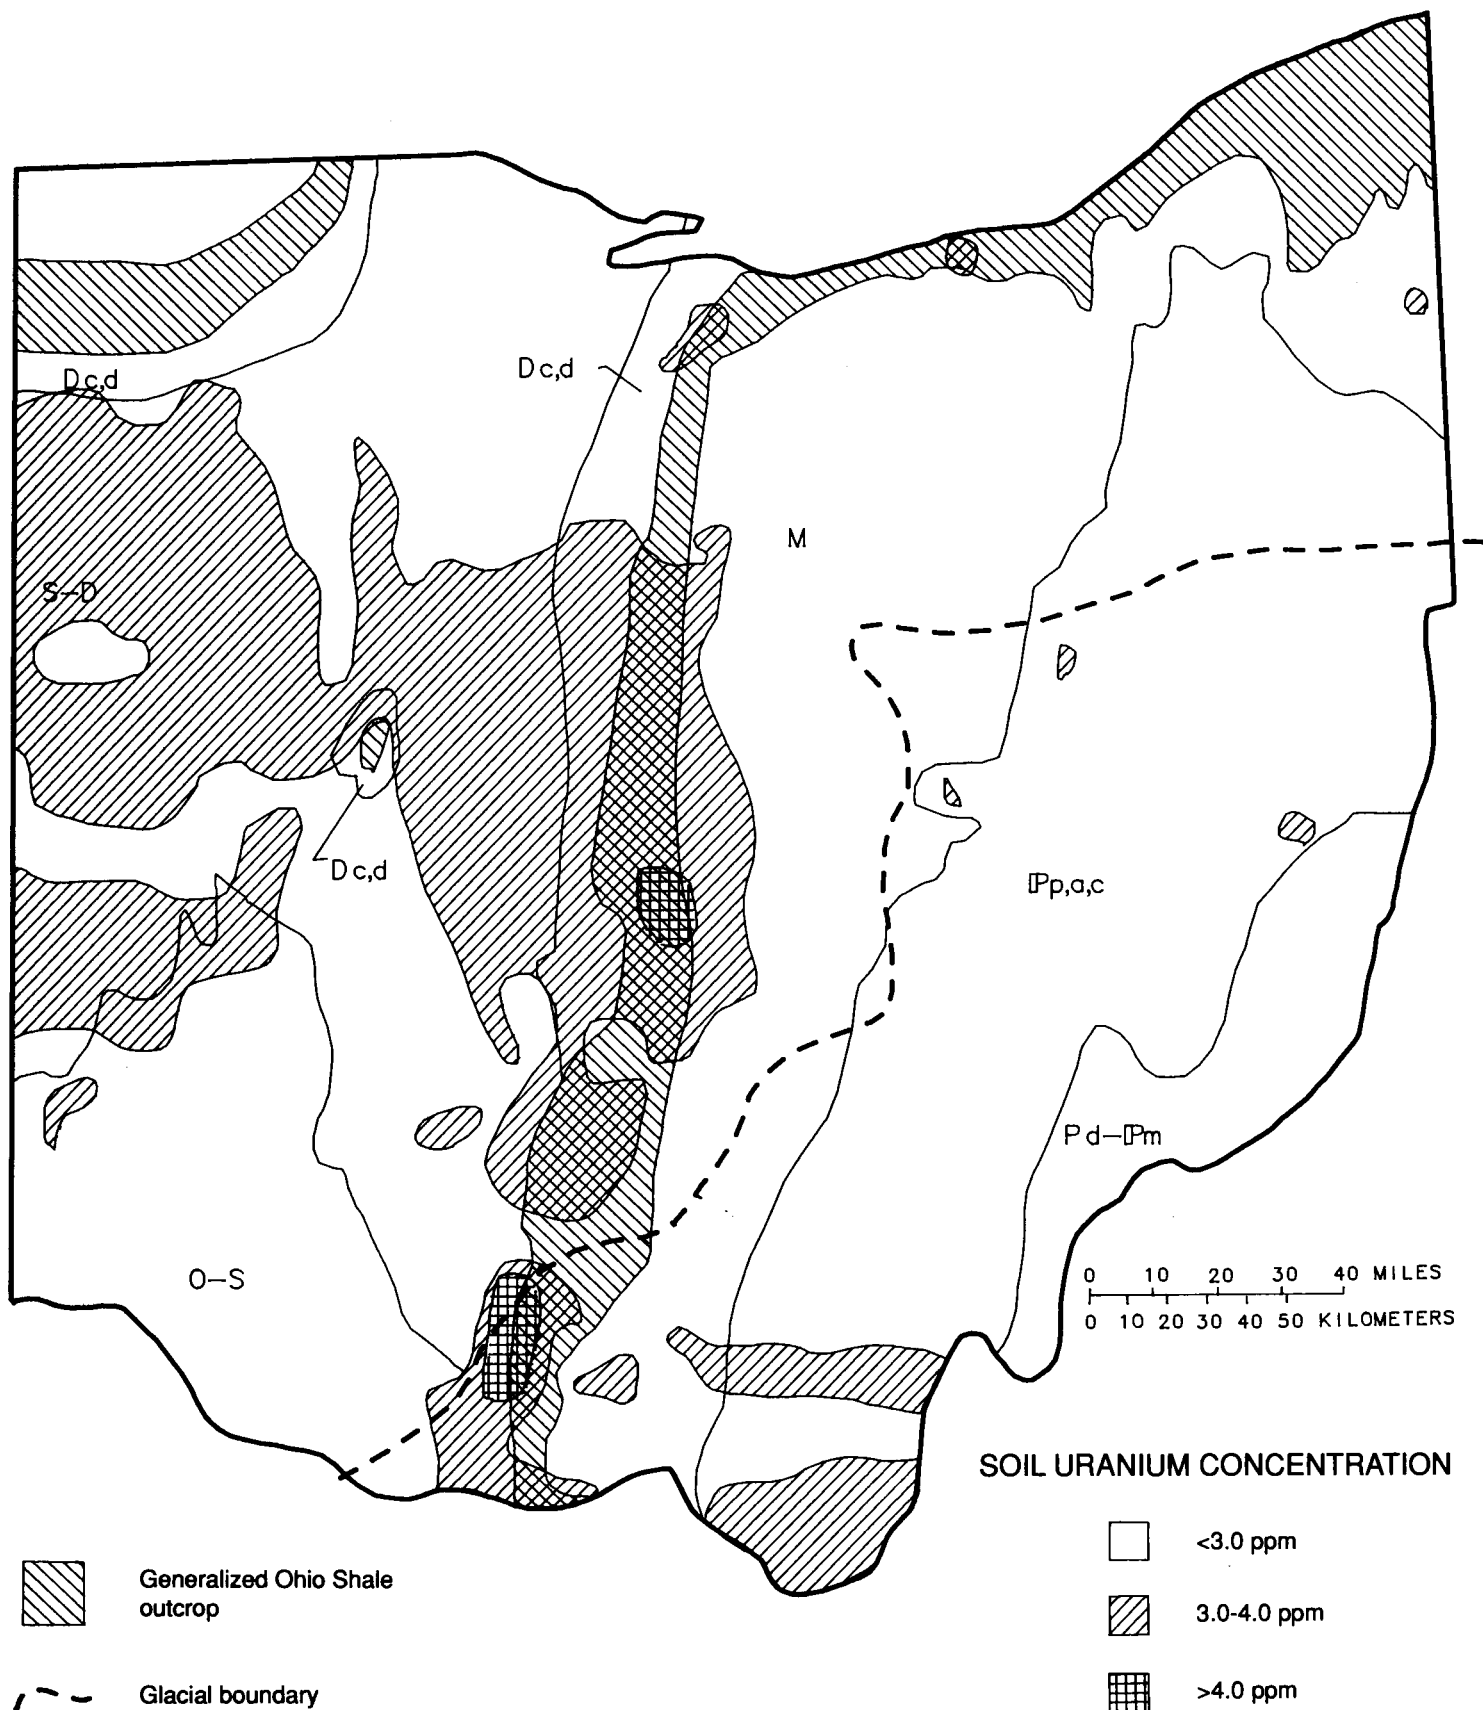 Dc,d
Dc,d
M
S-D
Dc,d
ℙp,a,c
Pd-ℙm
O-S
0 10 20 30 40 MILES
0 10 20 30 40 50 KILOMETERS
SOIL URANIUM CONCENTRATION
<3.0 ppm
3.0-4.0 ppm
>4.0 ppm
Generalized Ohio Shale
outcrop
Glacial boundary